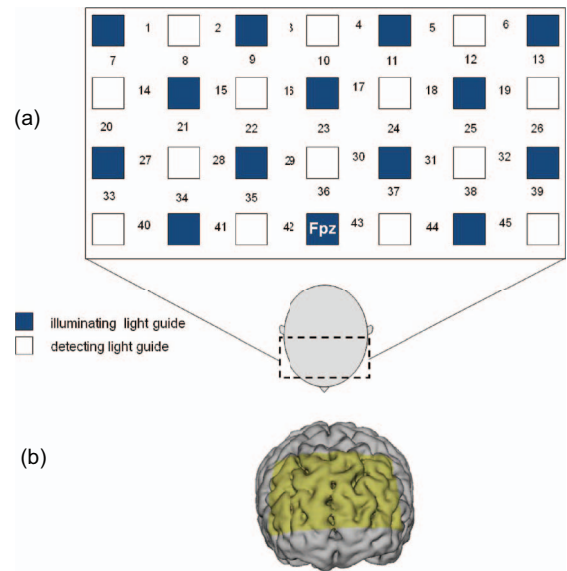 1 2 3 4 5 6
7 8 9 10 11 12 13
(a)
14 15 16 17 18 19
20 21 22 23 24 25 26
27 28 29 30 31 32
33 34 35 36 37 38 39
40 41 42 Fpz 43 44 45
illuminating light guide
detecting light guide
(b)